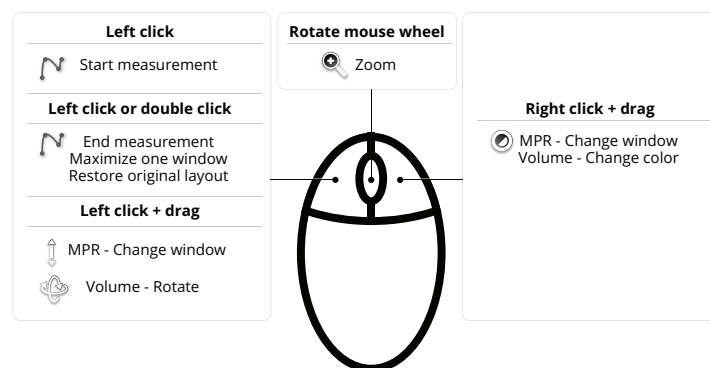 Left click
Start measurement
Left click or double click
End measurement
Maximize one window
Restore original layout
Left click + drag
MPR - Change window
Volume - Rotate
Rotate mouse wheel
Zoom
Right click + drag
MPR - Change window
Volume - Change color